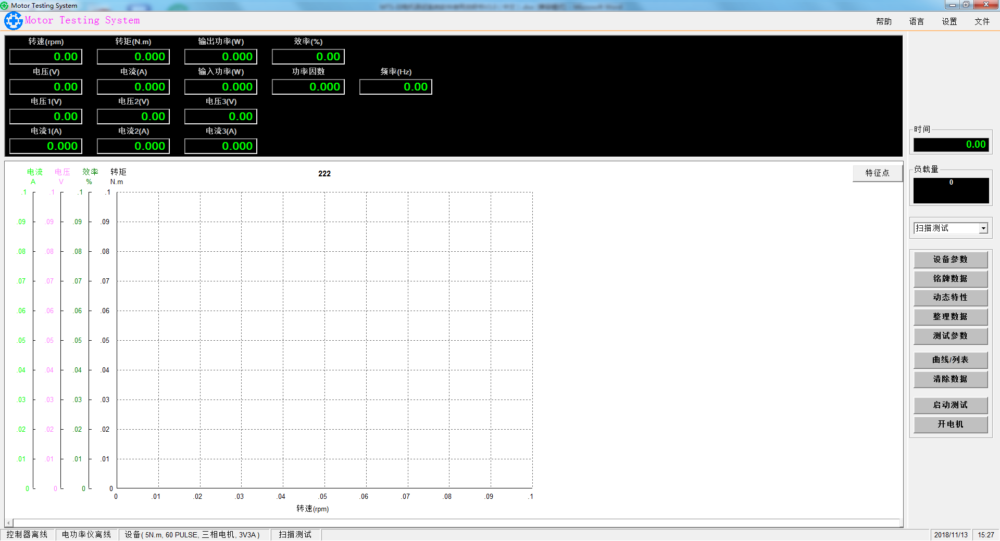 Motor Testing System
Motor Testing System
帮助 语言 设置 文件
转速(rpm) 转矩(N.m) 输出功率(W) 效率(%)
0.00 0.000 0.000 0.00
电压(V) 电流(A) 输入功率(W) 功率因数 频率(Hz)
0.00 0.000 0.000 0.000 0.00
电压1(V) 电压2(V) 电压3(V)
0.00 0.00 0.00
电流1(A) 电流2(A) 电流3(A)
0.000 0.000 0.000
时间
0.00
负载量
0
扫描测试
设备参数
铭牌数据
动态特性
整理数据
测试参数
曲线/列表
清除数据
启动测试
开电机
电流 电压 效率 转矩
A V % N.m
222
特征点
.1 .1 .1 .1
.09 .09 .09 .09
.08 .08 .08 .08
.07 .07 .07 .07
.06 .06 .06 .06
.05 .05 .05 .05
.04 .04 .04 .04
.03 .03 .03 .03
.02 .02 .02 .02
.01 .01 .01 .01
0 0 0 0
0 .01 .02 .03 .04 .05 .06 .07 .08 .09 .1
转速(rpm)
控制器离线 电功率仪离线 设备( 5N.m, 60 PULSE, 三相电机, 3V3A ) 扫描测试 2018/11/13 15:27